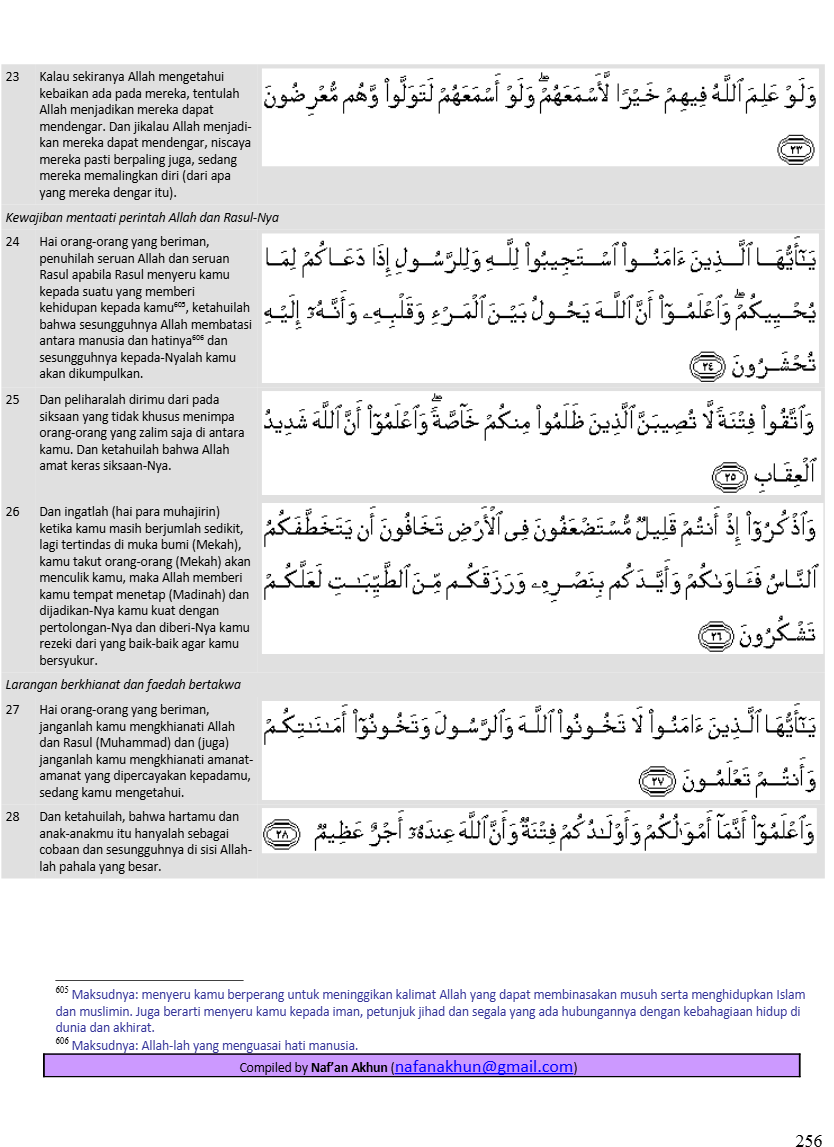 23 Kalau sekiranya Allah mengetahui
kebaikan ada pada mereka, tentulah
Allah menjadikan mereka dapat
mendengar. Dan jikalau Allah menjadi-
kan mereka dapat mendengar, niscaya
mereka pasti berpaling juga, sedang
mereka memalingkan diri (dari apa
yang mereka dengar itu).
وَلَوْ عَلِمَ ٱللَّهُ فِيهِمْ خَيْرًا لَّأَسْمَعَهُمْ ۖ وَلَوْ أَسْمَعَهُمْ لَتَوَلَّوا۟ وَّهُم مُّعْرِضُونَ
٢٣
Kewajiban mentaati perintah Allah dan Rasul-Nya
24 Hai orang-orang yang beriman,
penuhilah seruan Allah dan seruan
Rasul apabila Rasul menyeru kamu
kepada suatu yang memberi
kehidupan kepada kamu⁶⁰⁵, ketahuilah
bahwa sesungguhnya Allah membatasi
antara manusia dan hatinya⁶⁰⁶ dan
sesungguhnya kepada-Nyalah kamu
akan dikumpulkan.
يَـٰٓأَيُّهَا ٱلَّذِينَ ءَامَنُوا۟ ٱسْتَجِيبُوا۟ لِلَّهِ وَلِلرَّسُولِ إِذَا دَعَاكُمْ لِمَا
يُحْيِيكُمْ ۖ وَٱعْلَمُوٓا۟ أَنَّ ٱللَّهَ يَحُولُ بَيْنَ ٱلْمَرْءِ وَقَلْبِهِۦ وَأَنَّهُۥٓ إِلَيْهِ
تُحْشَرُونَ ٢٤
25 Dan peliharalah dirimu dari pada
siksaan yang tidak khusus menimpa
orang-orang yang zalim saja di antara
kamu. Dan ketahuilah bahwa Allah
amat keras siksaan-Nya.
وَٱتَّقُوا۟ فِتْنَةً لَّا تُصِيبَنَّ ٱلَّذِينَ ظَلَمُوا۟ مِنكُمْ خَآصَّةً ۖ وَٱعْلَمُوٓا۟ أَنَّ ٱللَّهَ شَدِيدُ
ٱلْعِقَابِ ٢٥
26 Dan ingatlah (hai para muhajirin)
ketika kamu masih berjumlah sedikit,
lagi tertindas di muka bumi (Mekah),
kamu takut orang-orang (Mekah) akan
menculik kamu, maka Allah memberi
kamu tempat menetap (Madinah) dan
dijadikan-Nya kamu kuat dengan
pertolongan-Nya dan diberi-Nya kamu
rezeki dari yang baik-baik agar kamu
bersyukur.
وَٱذْكُرُوٓا۟ إِذْ أَنتُمْ قَلِيلٌ مُّسْتَضْعَفُونَ فِى ٱلْأَرْضِ تَخَافُونَ أَن يَتَخَطَّفَكُمُ
ٱلنَّاسُ فَـَٔاوَىٰكُمْ وَأَيَّدَكُم بِنَصْرِهِۦ وَرَزَقَكُم مِّنَ ٱلطَّيِّبَـٰتِ لَعَلَّكُمْ
تَشْكُرُونَ ٢٦
Larangan berkhianat dan faedah bertakwa
27 Hai orang-orang yang beriman,
janganlah kamu mengkhianati Allah
dan Rasul (Muhammad) dan (juga)
janganlah kamu mengkhianati amanat-
amanat yang dipercayakan kepadamu,
sedang kamu mengetahui.
يَـٰٓأَيُّهَا ٱلَّذِينَ ءَامَنُوا۟ لَا تَخُونُوا۟ ٱللَّهَ وَٱلرَّسُولَ وَتَخُونُوٓا۟ أَمَـٰنَـٰتِكُمْ
وَأَنتُمْ تَعْلَمُونَ ٢٧
28 Dan ketahuilah, bahwa hartamu dan
anak-anakmu itu hanyalah sebagai
cobaan dan sesungguhnya di sisi Allah-
lah pahala yang besar.
وَٱعْلَمُوٓا۟ أَنَّمَآ أَمْوَٰلُكُمْ وَأَوْلَـٰدُكُمْ فِتْنَةٌ وَأَنَّ ٱللَّهَ عِندَهُۥٓ أَجْرٌ عَظِيمٌ ٢٨
⁶⁰⁵ Maksudnya: menyeru kamu berperang untuk meninggikan kalimat Allah yang dapat membinasakan musuh serta menghidupkan Islam
dan muslimin. Juga berarti menyeru kamu kepada iman, petunjuk jihad dan segala yang ada hubungannya dengan kebahagiaan hidup di
dunia dan akhirat.
⁶⁰⁶ Maksudnya: Allah-lah yang menguasai hati manusia.
Compiled by Naf’an Akhun (nafanakhun@gmail.com)
256